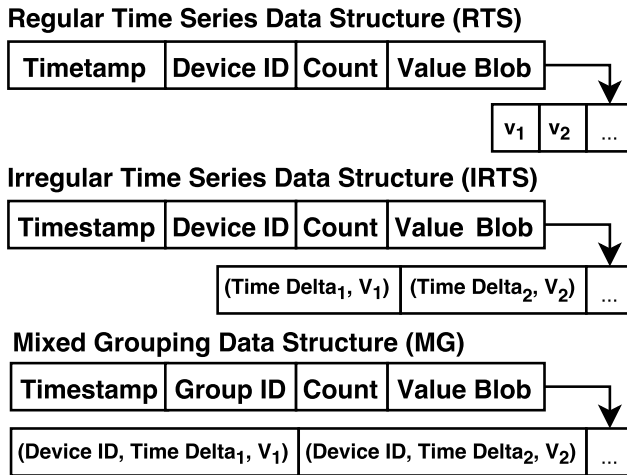 Regular Time Series Data Structure (RTS)
Timetamp Device ID Count Value Blob
v1 v2 ...
Irregular Time Series Data Structure (IRTS)
Timestamp Device ID Count Value Blob
(Time Delta1, V1) (Time Delta2, V2) ...
Mixed Grouping Data Structure (MG)
Timestamp Group ID Count Value Blob
(Device ID, Time Delta1, V1) (Device ID, Time Delta2, V2) ...